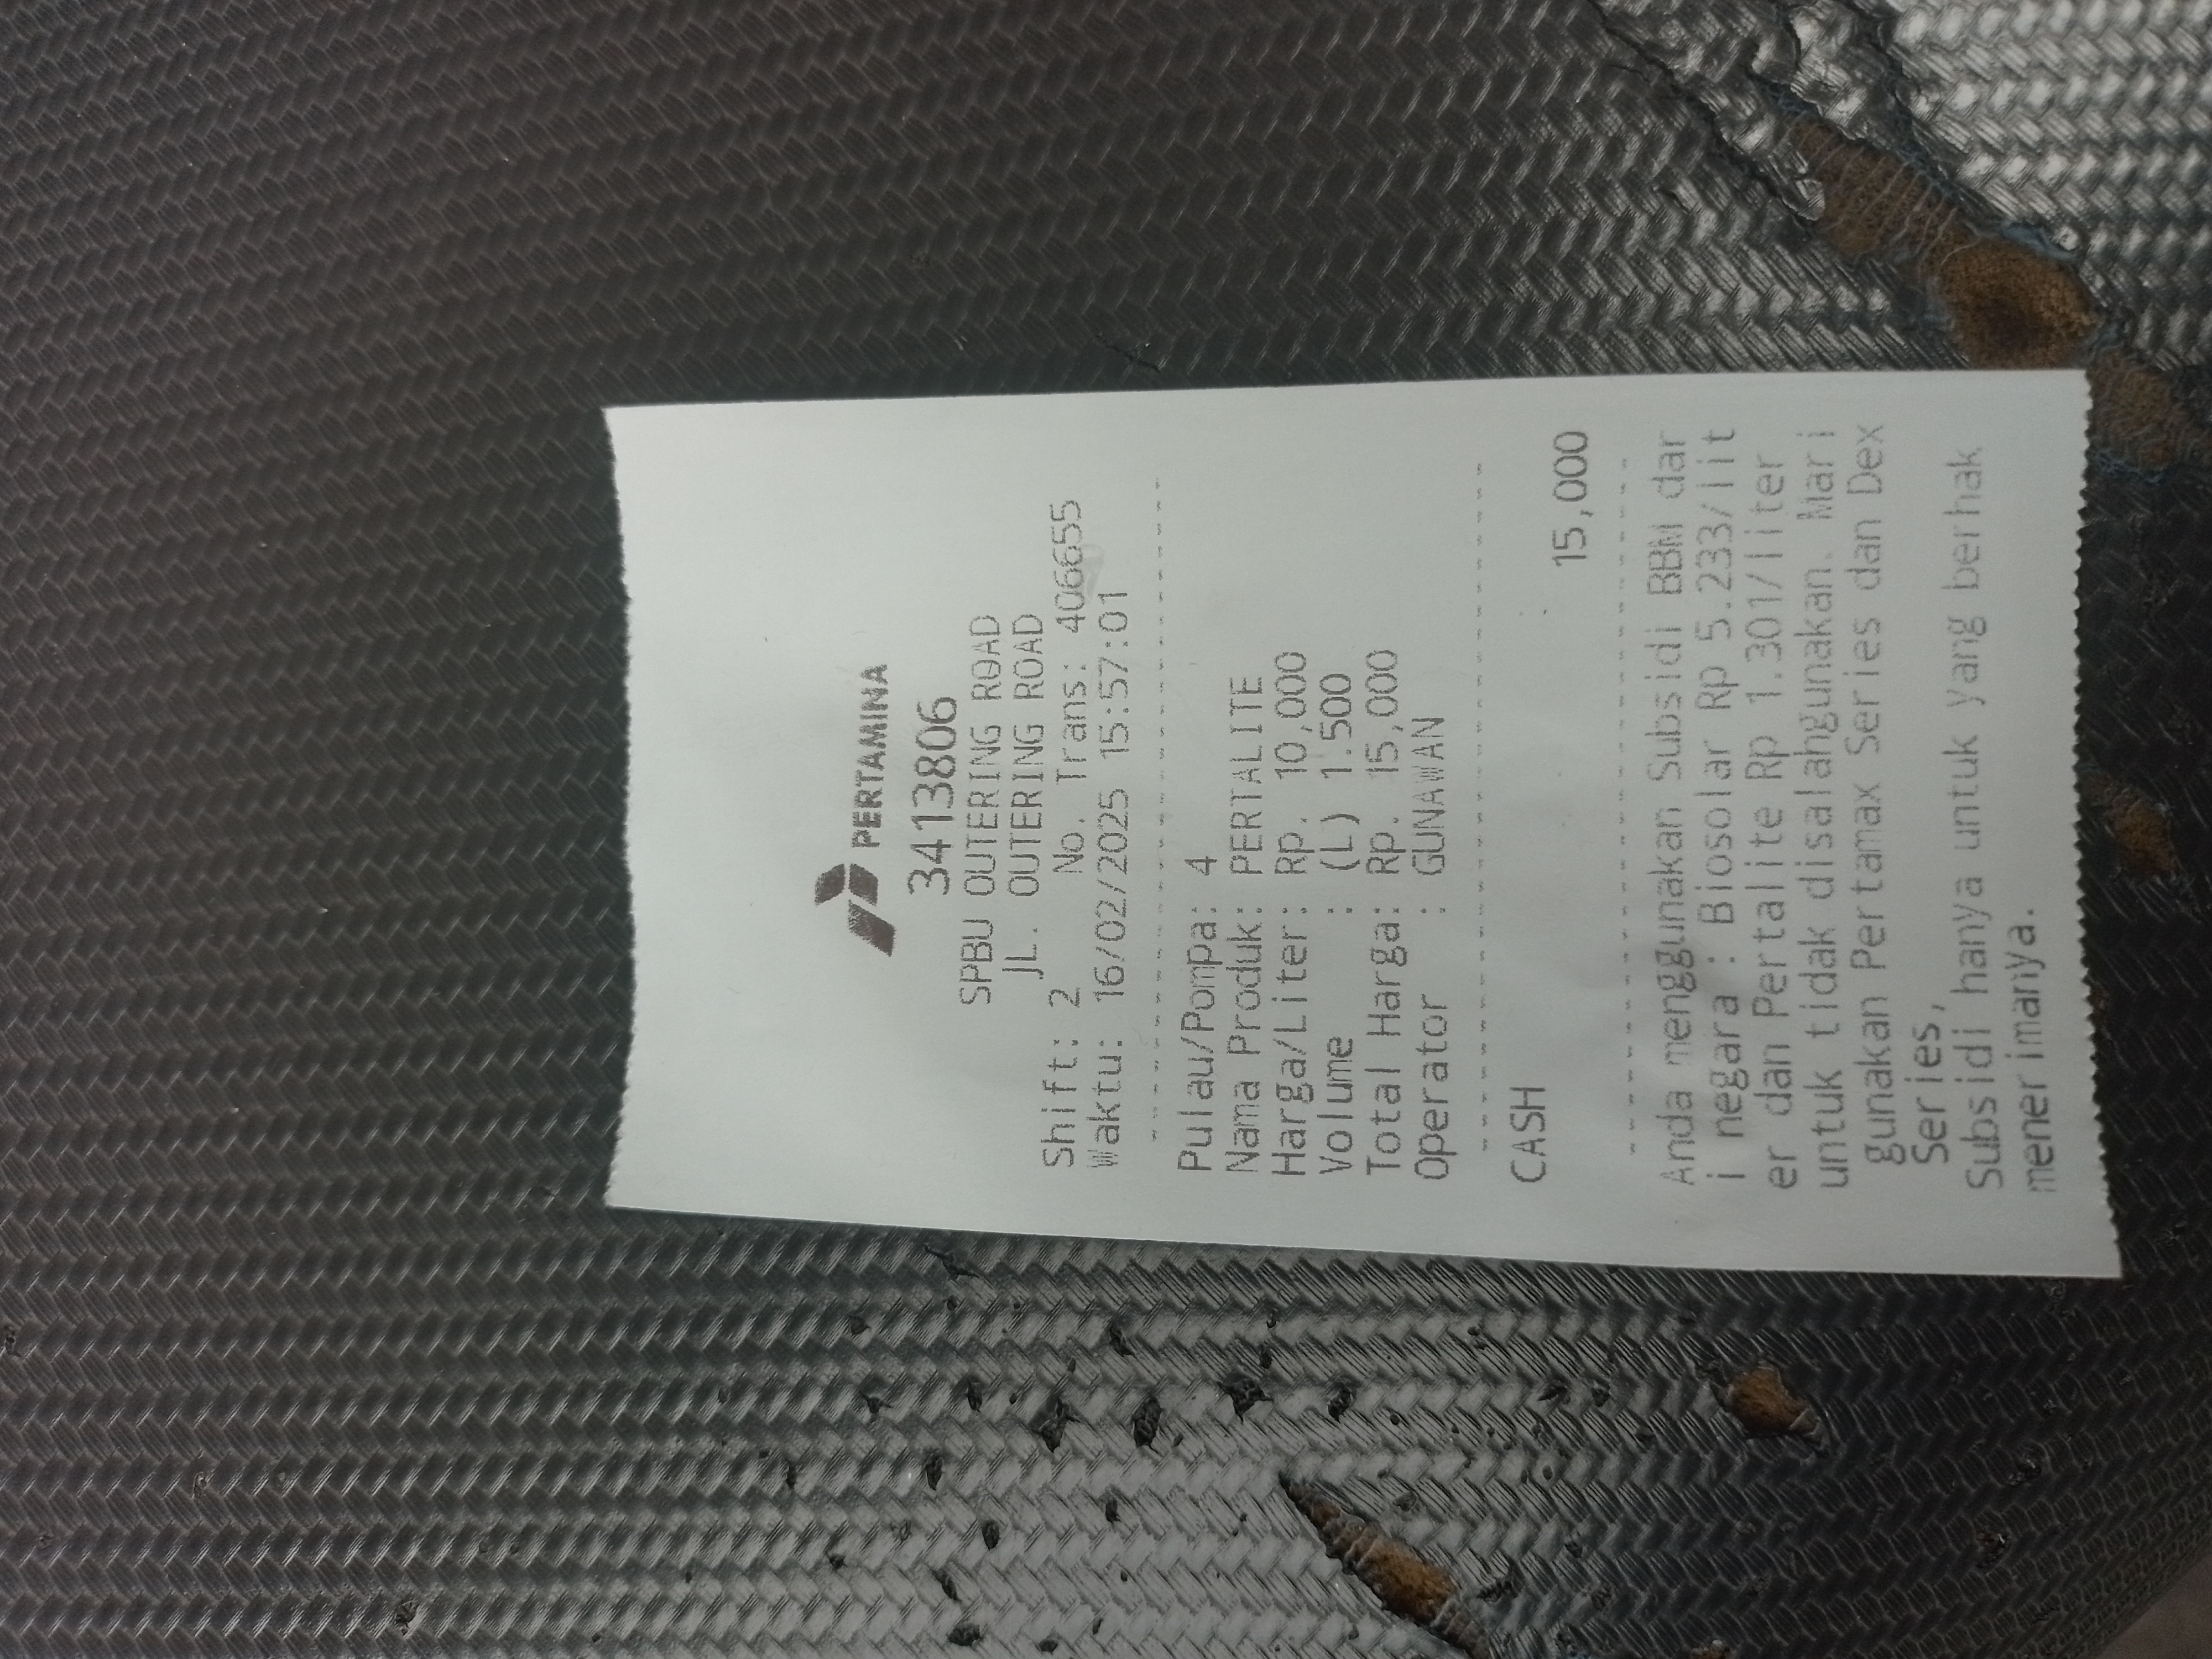 PERTAMINA
3413806
SPBU OUTERING ROAD
JL. OUTERING ROAD
Shift: 2 No. Trans: 406655
Waktu: 16/02/2025 15:57:01
Pulau/Pompa: 4
Nama Produk: PERTALITE
Harga/Liter: Rp. 10,000
Volume : (L) 1.500
Total Harga: Rp. 15,000
Operator : GUNAWAN
CASH
15,000
Anda menggunakan Subsidi BBM dar
i negara : Biosolar Rp 5.233/lit
er dan Pertalite Rp 1.301/liter
untuk tidak disalahgunakan. Mari
gunakan Pertamax Series dan Dex
Series,
Subsidi hanya untuk yang berhak
menerimanya.